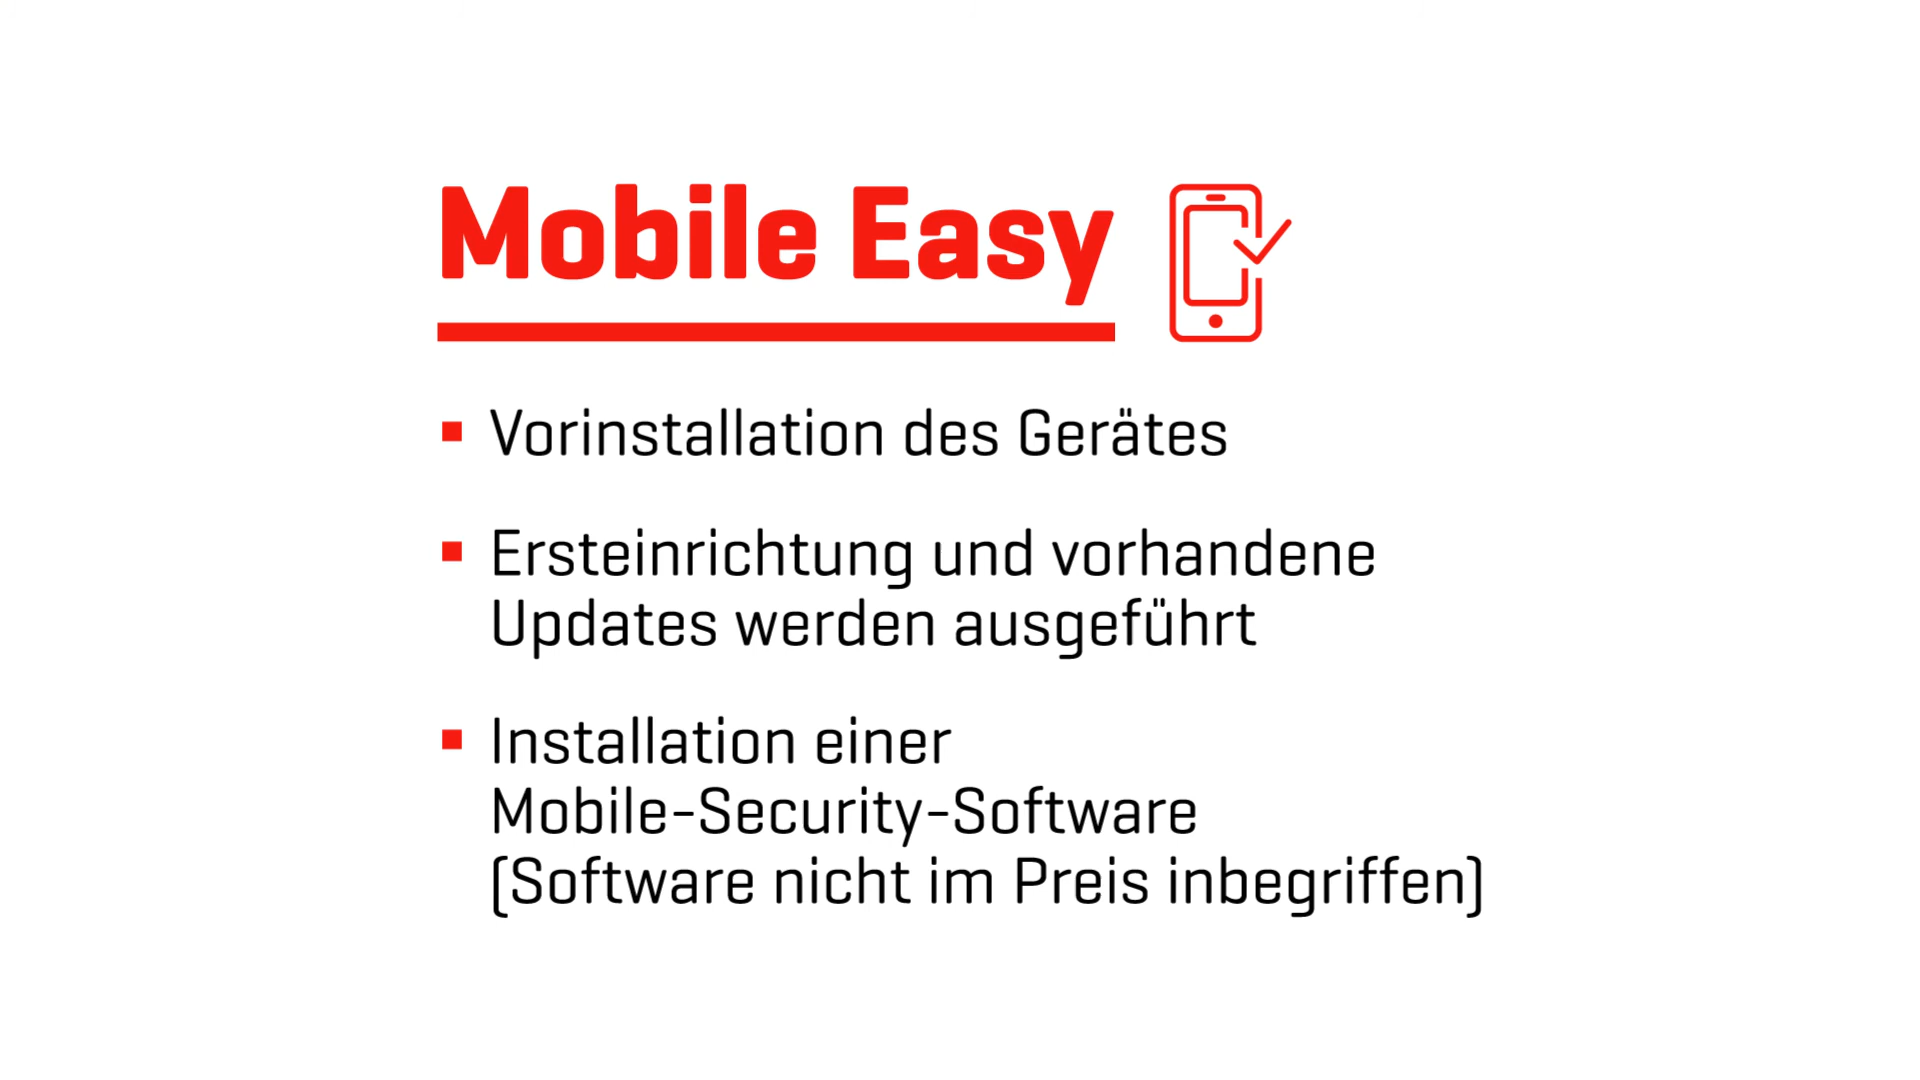 Mobile Easy
Vorinstallation des Gerätes
Ersteinrichtung und vorhandene
Updates werden ausgeführt
Installation einer
Mobile-Security-Software
(Software nicht im Preis inbegriffen)